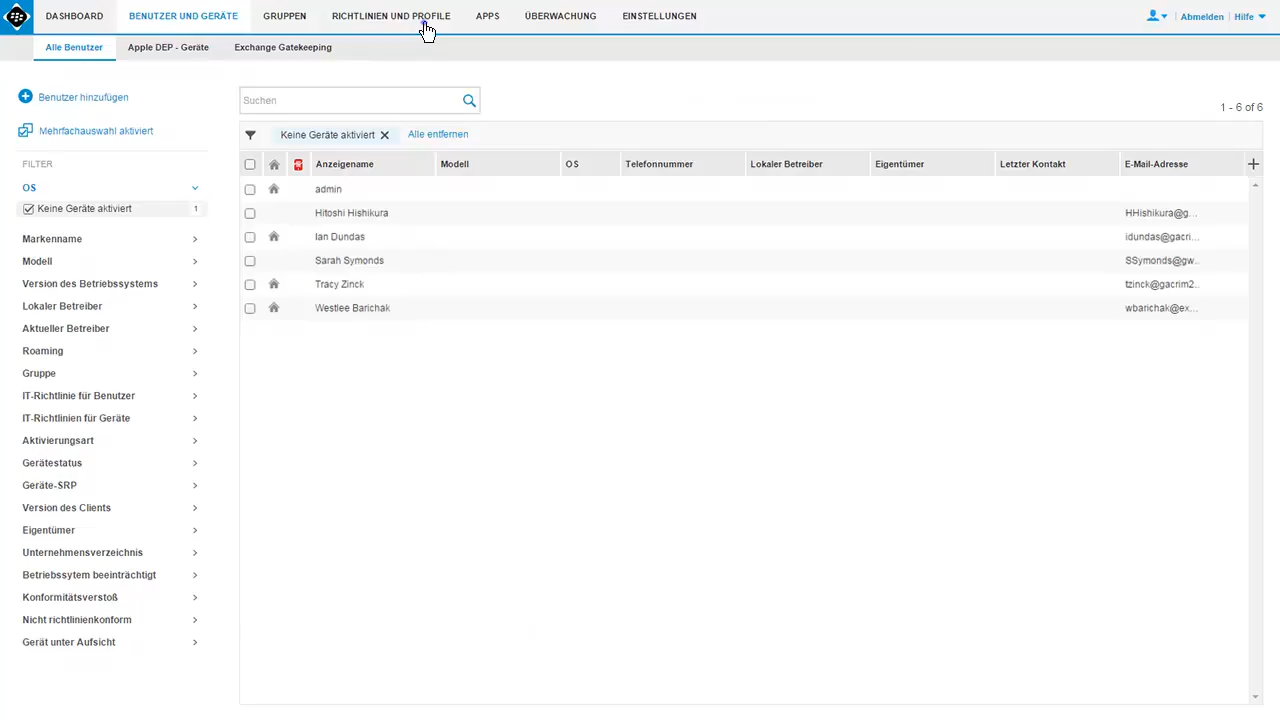 DASHBOARD BENUTZER UND GERÄTE GRUPPEN RICHTLINIEN UND PROFILE APPS ÜBERWACHUNG EINSTELLUNGEN Abmelden Hilfe
Alle Benutzer Apple DEP - Geräte Exchange Gatekeeping
Benutzer hinzufügen
Mehrfachauswahl aktiviert
FILTER
OS
Keine Geräte aktiviert 1
Markenname
Modell
Version des Betriebssystems
Lokaler Betreiber
Aktueller Betreiber
Roaming
Gruppe
IT-Richtlinie für Benutzer
IT-Richtlinien für Geräte
Aktivierungsart
Gerätestatus
Geräte-SRP
Version des Clients
Eigentümer
Unternehmensverzeichnis
Betriebssytem beeinträchtigt
Konformitätsverstoß
Nicht richtlinienkonform
Gerät unter Aufsicht
Suchen
1 - 6 of 6
Keine Geräte aktiviert Alle entfernen
Anzeigename Modell OS Telefonnummer Lokaler Betreiber Eigentümer Letzter Kontakt E-Mail-Adresse
admin
Hitoshi Hishikura HHishikura@g...
Ian Dundas idundas@gacri...
Sarah Symonds SSymonds@gw...
Tracy Zinck tzinck@gacrim2...
Westlee Barichak wbarichak@ex...